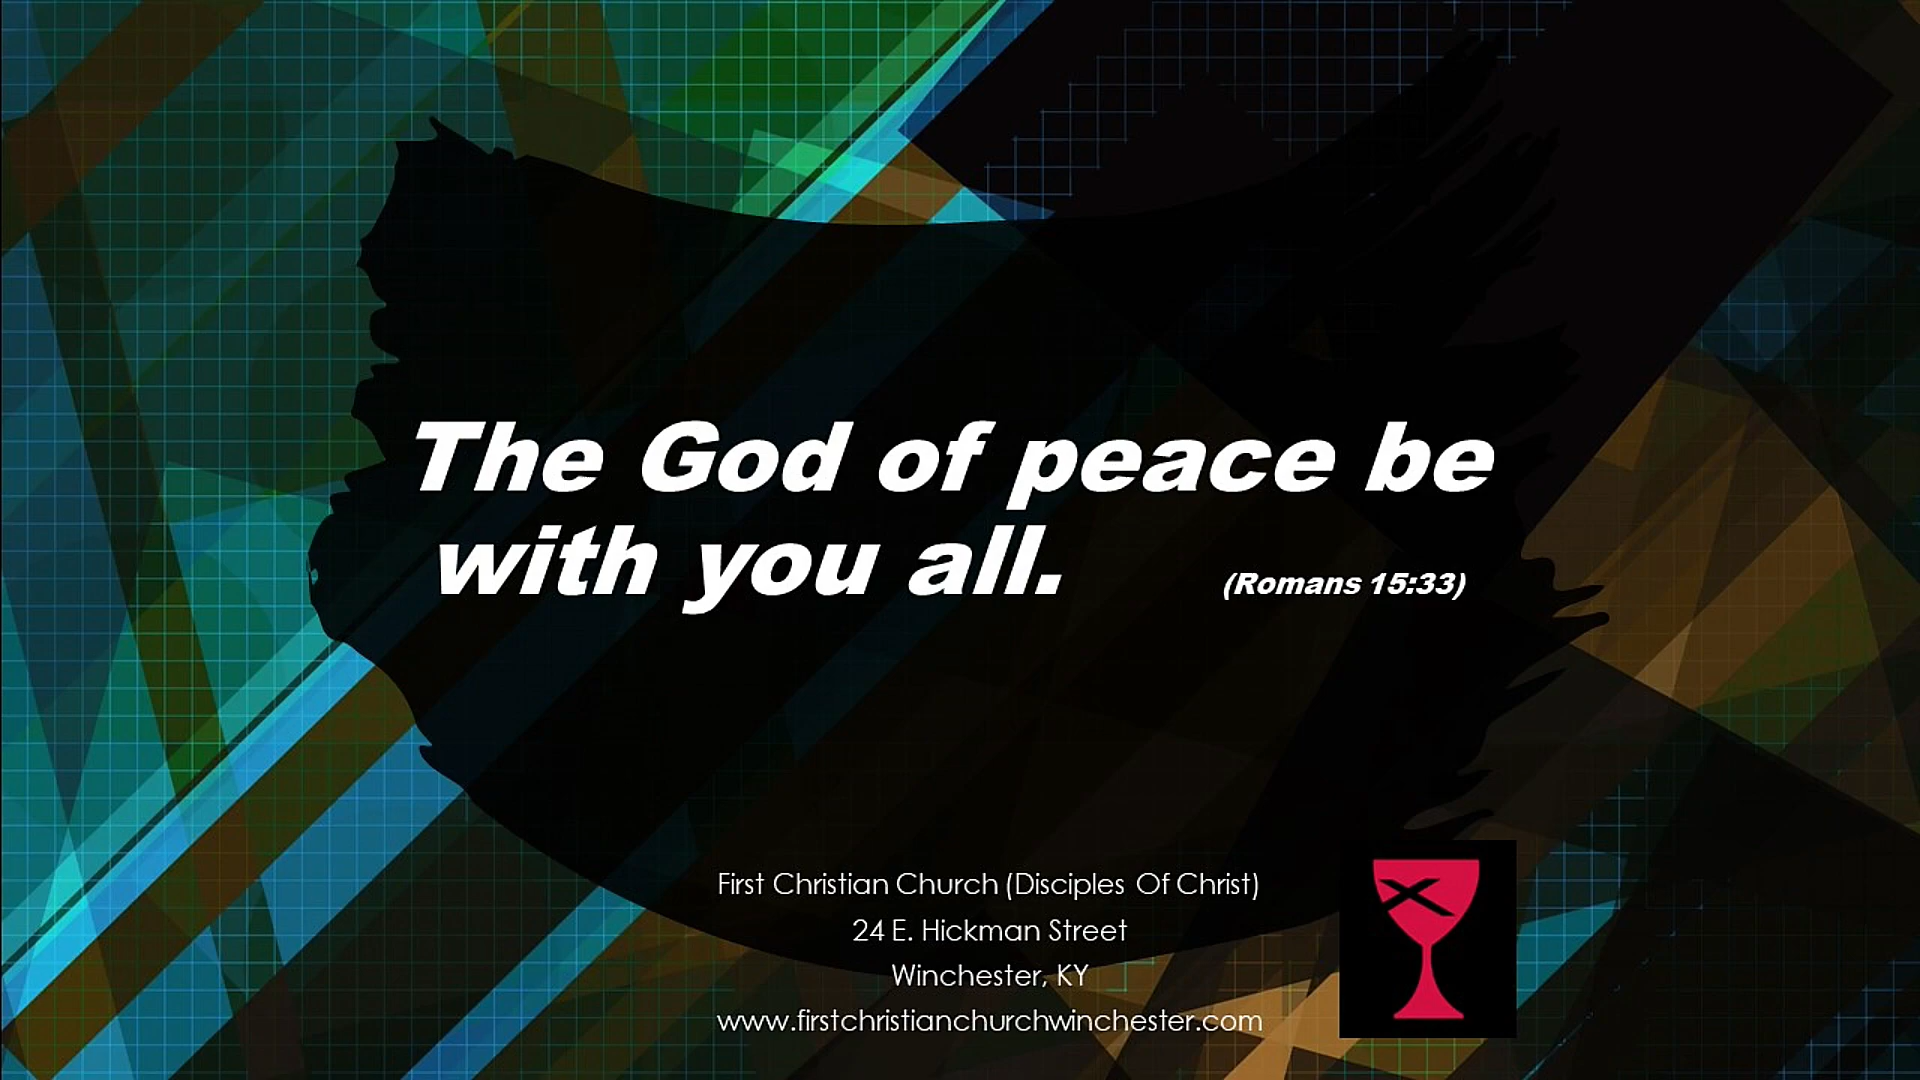 The God of peace be
with you all. (Romans 15:33)
First Christian Church (Disciples Of Christ)
24 E. Hickman Street
Winchester, KY
www.firstchristianchurchwinchester.com